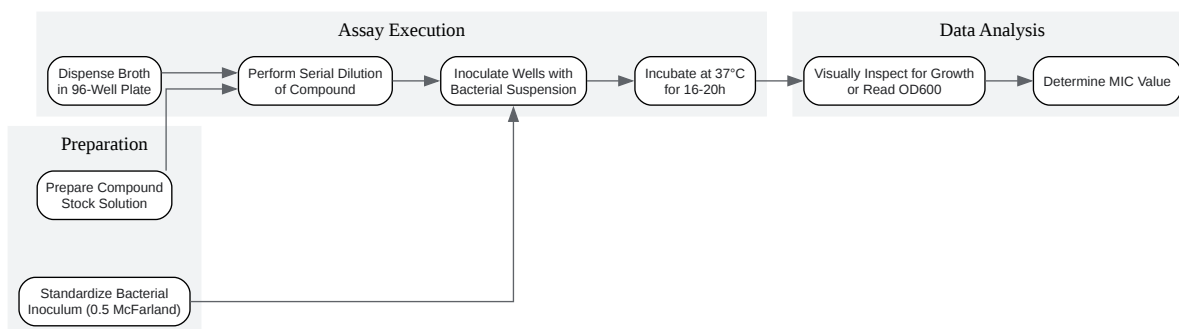 Assay Execution
Dispense Broth
in 96-Well Plate
Perform Serial Dilution
of Compound
Inoculate Wells with
Bacterial Suspension
Incubate at 37°C
for 16-20h
Data Analysis
Visually Inspect for Growth
or Read OD600
Determine MIC Value
Preparation
Prepare Compound
Stock Solution
Standardize Bacterial
Inoculum (0.5 McFarland)